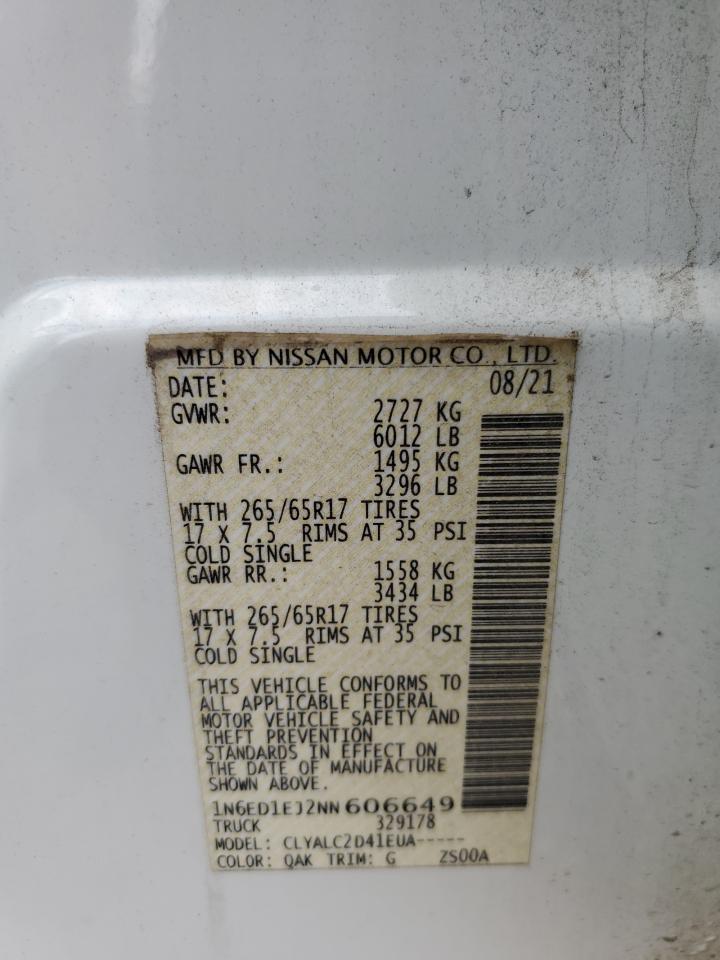 MFD BY NISSAN MOTOR CO., LTD.
DATE: 08/21
GVWR: 2727 KG
6012 LB
GAWR FR.: 1495 KG
3296 LB
WITH 265/65R17 TIRES
17 X 7.5 RIMS AT 35 PSI
COLD SINGLE
GAWR RR.: 1558 KG
3434 LB
WITH 265/65R17 TIRES
17 X 7.5 RIMS AT 35 PSI
COLD SINGLE
THIS VEHICLE CONFORMS TO
ALL APPLICABLE FEDERAL
MOTOR VEHICLE SAFETY AND
THEFT PREVENTION
STANDARDS IN EFFECT ON
THE DATE OF MANUFACTURE
SHOWN ABOVE.
1N6ED1EJ2NN606649
TRUCK 329178
MODEL: CLYALC2D41EUA-----
COLOR: QAK TRIM: G ZS00A